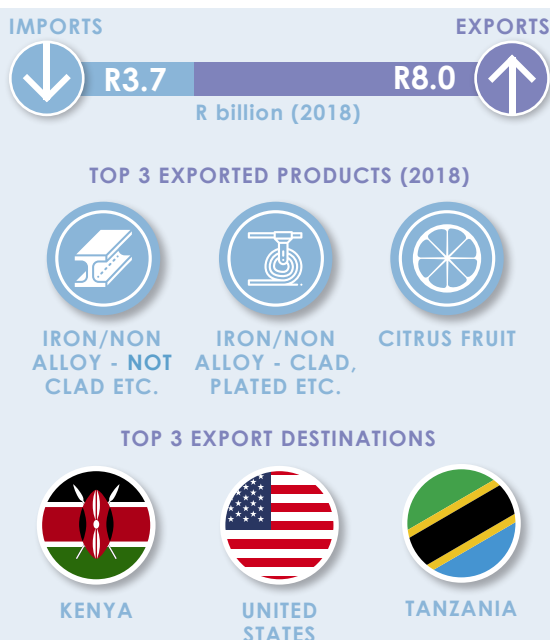 IMPORTS
EXPORTS
R3.7
R8.0
R billion (2018)
TOP 3 EXPORTED PRODUCTS (2018)
IRON/NON
ALLOY - NOT
CLAD ETC.
IRON/NON
ALLOY - CLAD,
PLATED ETC.
CITRUS FRUIT
TOP 3 EXPORT DESTINATIONS
KENYA
UNITED
STATES
TANZANIA